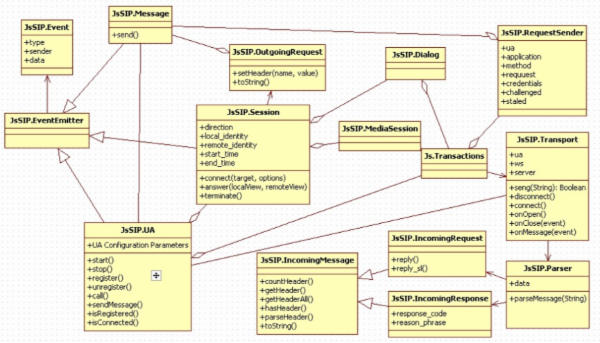 JsSIP.Event
+type
+sender
+data
JsSIP.Message
+send()
JsSIP.OutgoingRequest
+setHeader(name, value)
+toString()
JsSIP.Dialog
JsSIP.RequestSender
+ua
+application
+method
+requuest
+credentials
+challenged
+staled
JsSIP.EventEmitter
JsSIP.Session
+direction
+local_identity
+remote_identity
+start_time
+end_time
+connect(target, options)
+answer(localView, remoteView)
+terminate()
JsSIP.MediaSession
Js.Transactions
JsSIP.Transport
+ua
+ws
+server
+seng(String): Boolean
+disconnect()
+connect()
+onOpen()
+onClose(event)
+onMessage(event)
JsSIP.UA
+UA Configuration Parameters
+start()
+stop()
+register()
+unregister()
+call()
+sendMessage()
+isRegistered()
+isConnected()
JsSIP.IncomingMessage
+countHeader()
+getHeader()
+getHeaderAll()
+hasHeader()
+parseHeader()
+toString()
JsSIP.IncomingRequest
+reply()
+reply_sl()
JsSIP.IncomingResponse
+response_code
+reason_phrase
JsSIP.Parser
+data
+parseMessage(String)